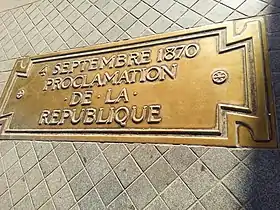 4 SEPTEMBRE 1870
PROCLAMATION
· DE · LA ·
REPUBLIQUE